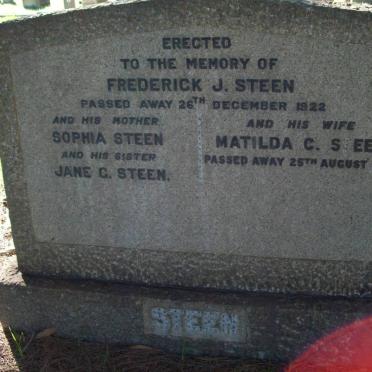 ERECTED
TO THE MEMORY OF
FREDERICK J. STEEN
PASSED AWAY 26TH DECEMBER 1922
AND HIS MOTHER
SOPHIA STEEN
AND HIS SISTER
JANE G. STEEN.
AND HIS WIFE
MATILDA C. S EE
PASSED AWAY 25TH AUGUST
STEEN